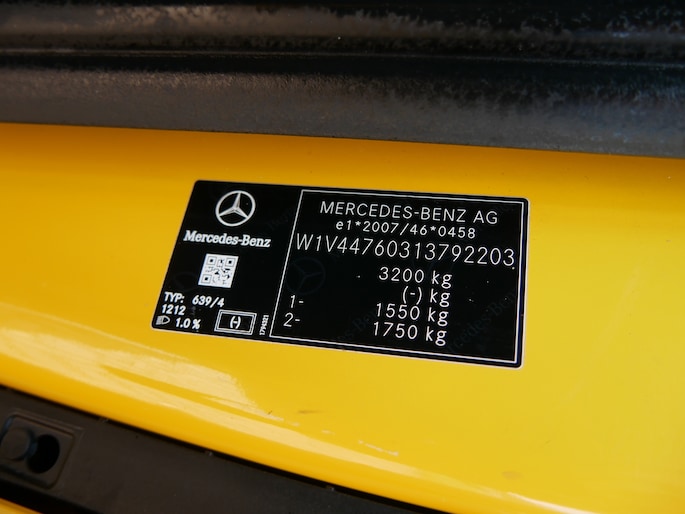 Mercedes-Benz
TYP: 639/4
1212
1.0 %
(-)
MERCEDES-BENZ AG
e1*2007/46*0458
W1V44760313792203
3200 kg
(-) kg
1- 1550 kg
2- 1750 kg